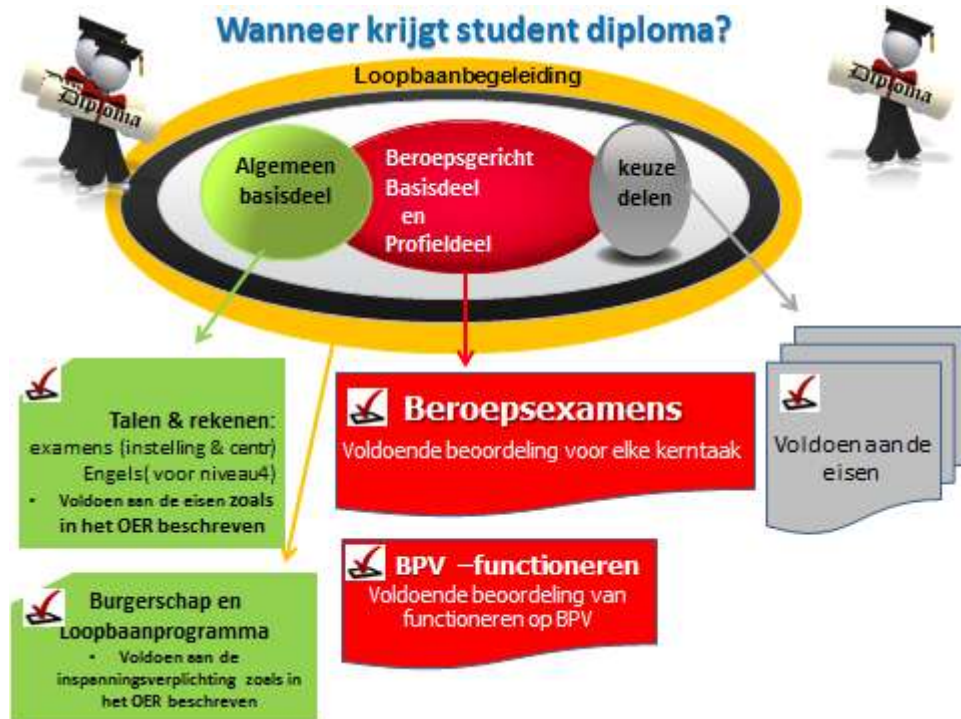 Wanneer krijgt student diploma?
Diploma
Diploma
Loopbaanbegeleiding
Algemeen
basisdeel
Beroepsgericht
Basisdeel
en
Profieldeel
keuze
delen
Talen & rekenen:
examens (instelling & centr)
Engels( voor niveau4)
• Voldoen aan de eisen zoals
in het OER beschreven
Beroepsexamens
Voldoende beoordeling voor elke kerntaak
Voldoen aan de
eisen
BPV –functioneren
Voldoende beoordeling van
functioneren op BPV
Burgerschap en
Loopbaanprogramma
• Voldoen aan de
inspanningsverplichting zoals in
het OER beschreven